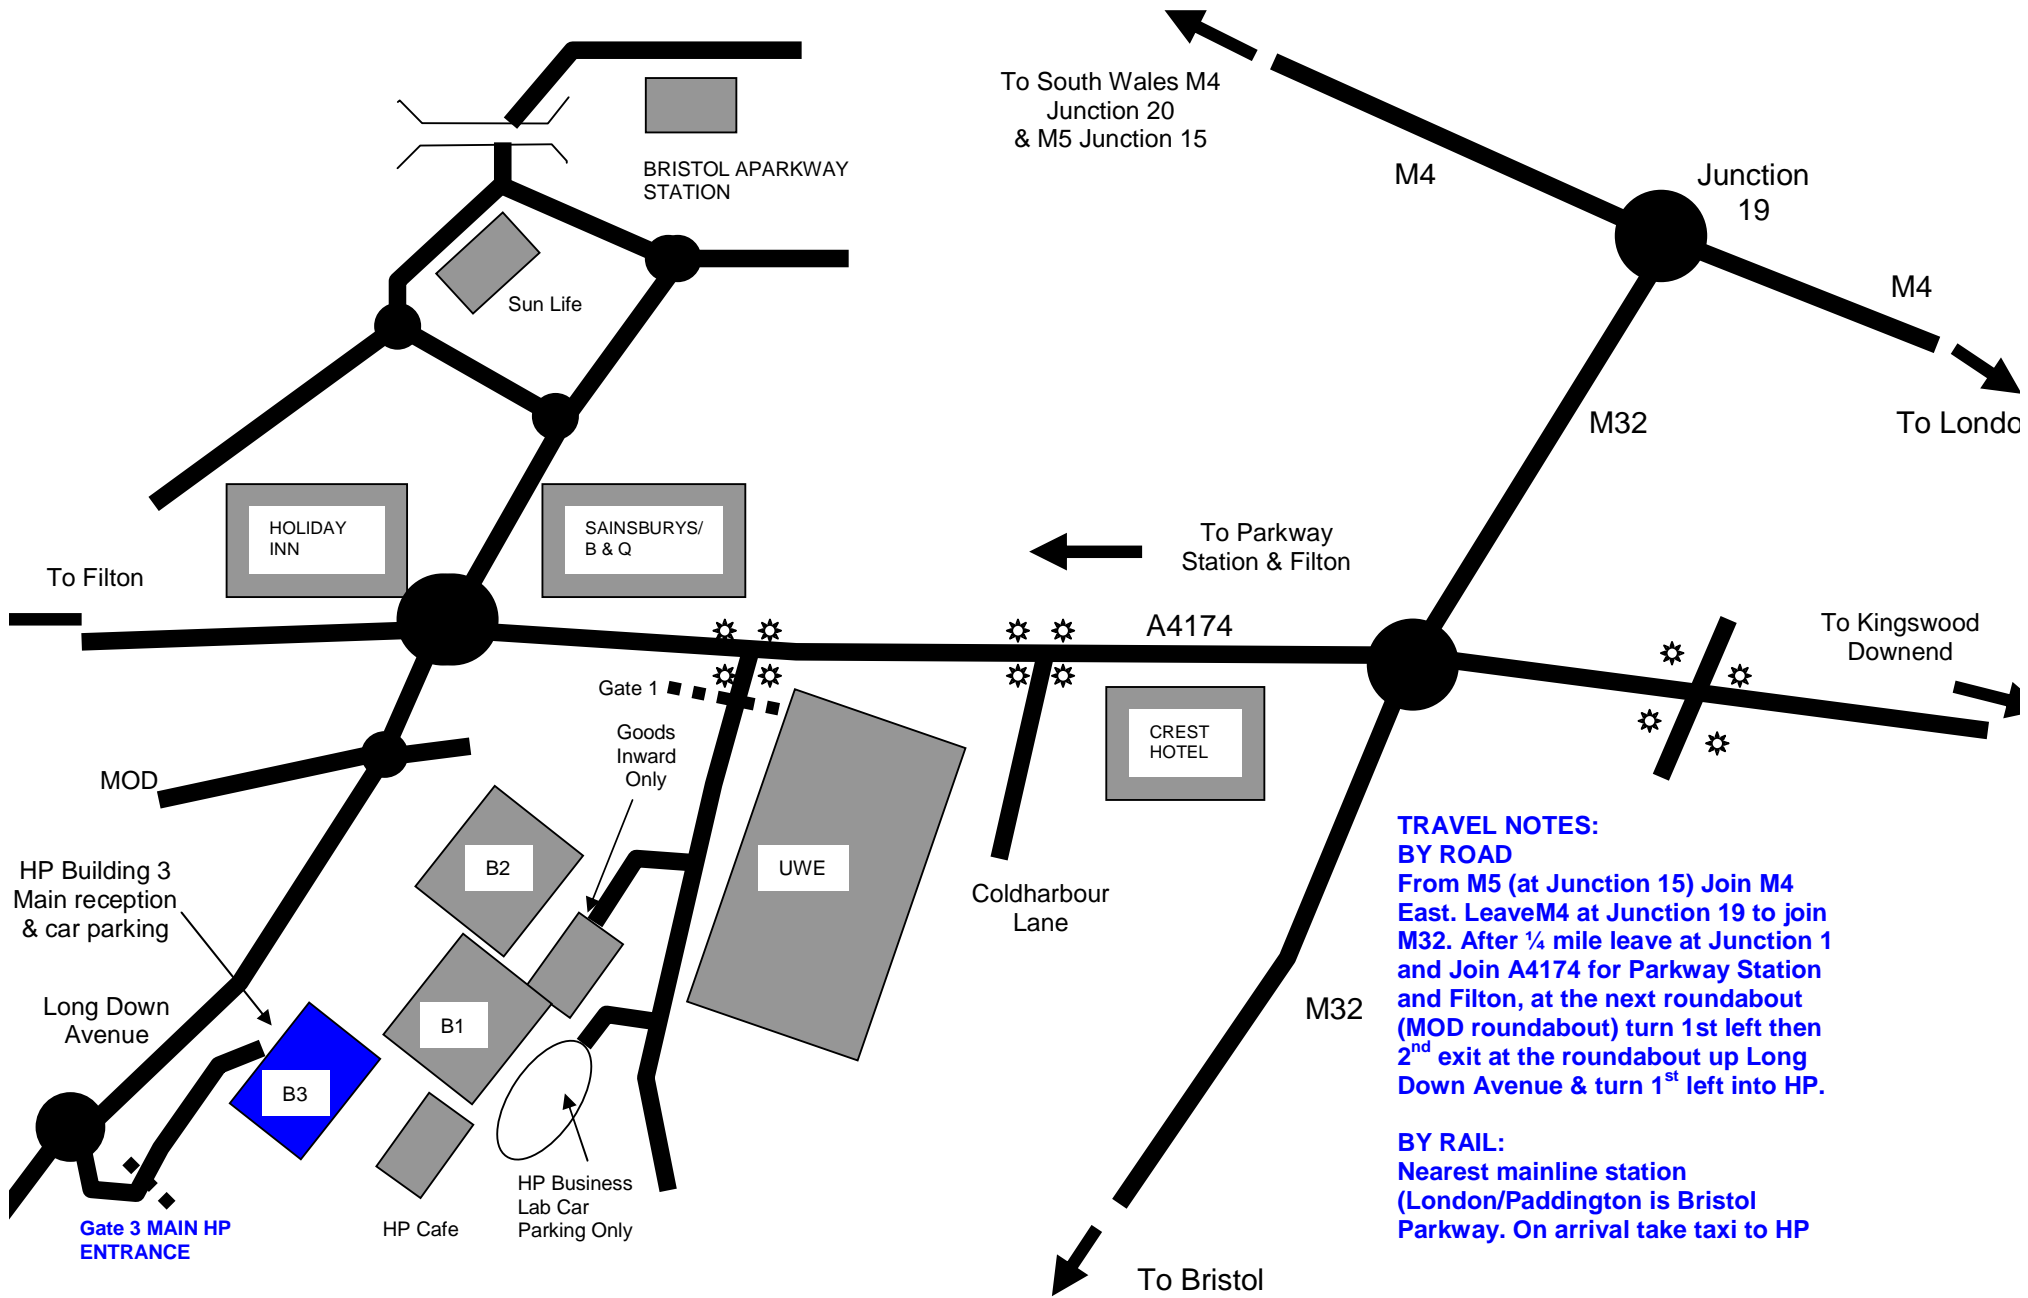 To South Wales M4
Junction 20
& M5 Junction 15
BRISTOL APARKWAY
STATION
M4
Junction
19
M4
Sun Life
M32
To Londo
HOLIDAY
INN
SAINSBURYS/
B & Q
To Parkway
Station & Filton
To Filton
A4174
To Kingswood
Downend
Gate 1
Goods
Inward
Only
CREST
HOTEL
MOD
HP Building 3
Main reception
& car parking
B2
UWE
Coldharbour
Lane
Long Down
Avenue
B1
M32
B3
HP Business
Lab Car
Parking Only
HP Cafe
Gate 3 MAIN HP
ENTRANCE
To Bristol
TRAVEL NOTES:
BY ROAD
From M5 (at Junction 15) Join M4
East. LeaveM4 at Junction 19 to join
M32. After ¼ mile leave at Junction 1
and Join A4174 for Parkway Station
and Filton, at the next roundabout
(MOD roundabout) turn 1st left then
2nd exit at the roundabout up Long
Down Avenue & turn 1st left into HP.
BY RAIL:
Nearest mainline station
(London/Paddington is Bristol
Parkway. On arrival take taxi to HP